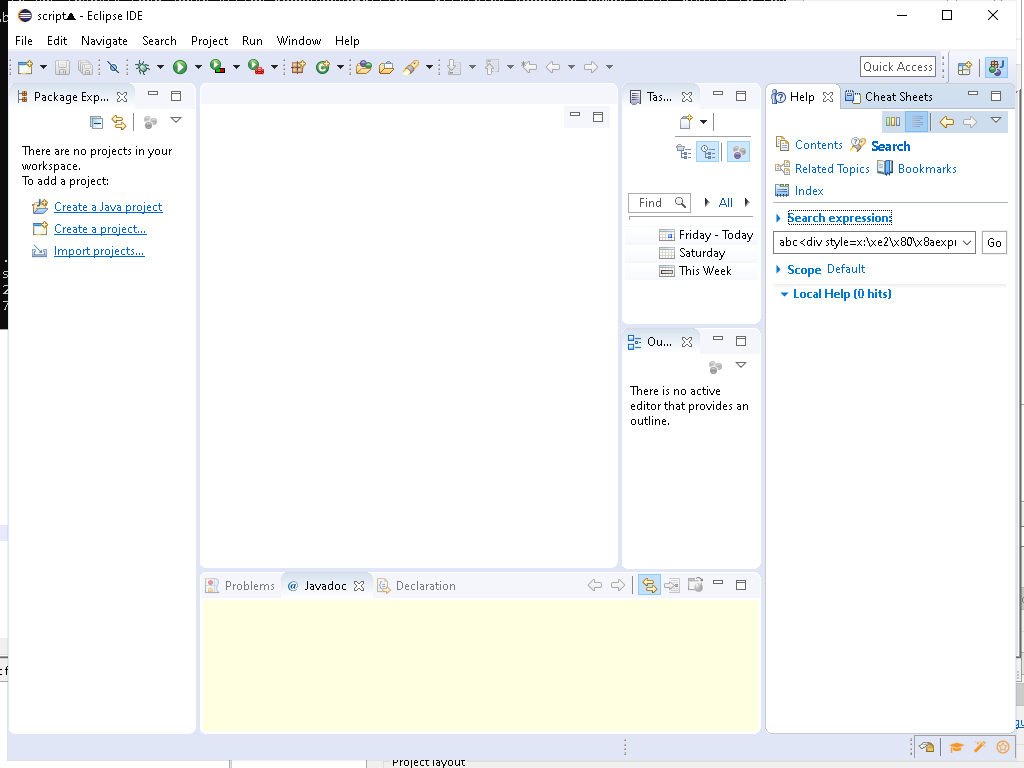 script▲ - Eclipse IDE
File Edit Navigate Search Project Run Window Help
Quick Access
Package Exp...
There are no projects in your
workspace.
To add a project:
Create a Java project
Create a project...
Import projects...
Tas...
Find
All
Friday - Today
Saturday
This Week
Ou...
There is no active
editor that provides an
outline.
Help
Cheat Sheets
Contents
Search
Related Topics
Bookmarks
Index
Search expression:
abc<div style=x:\xe2\x80\x8aexpr
Go
Scope Default
Local Help (0 hits)
Problems
@ Javadoc
Declaration
Project layout